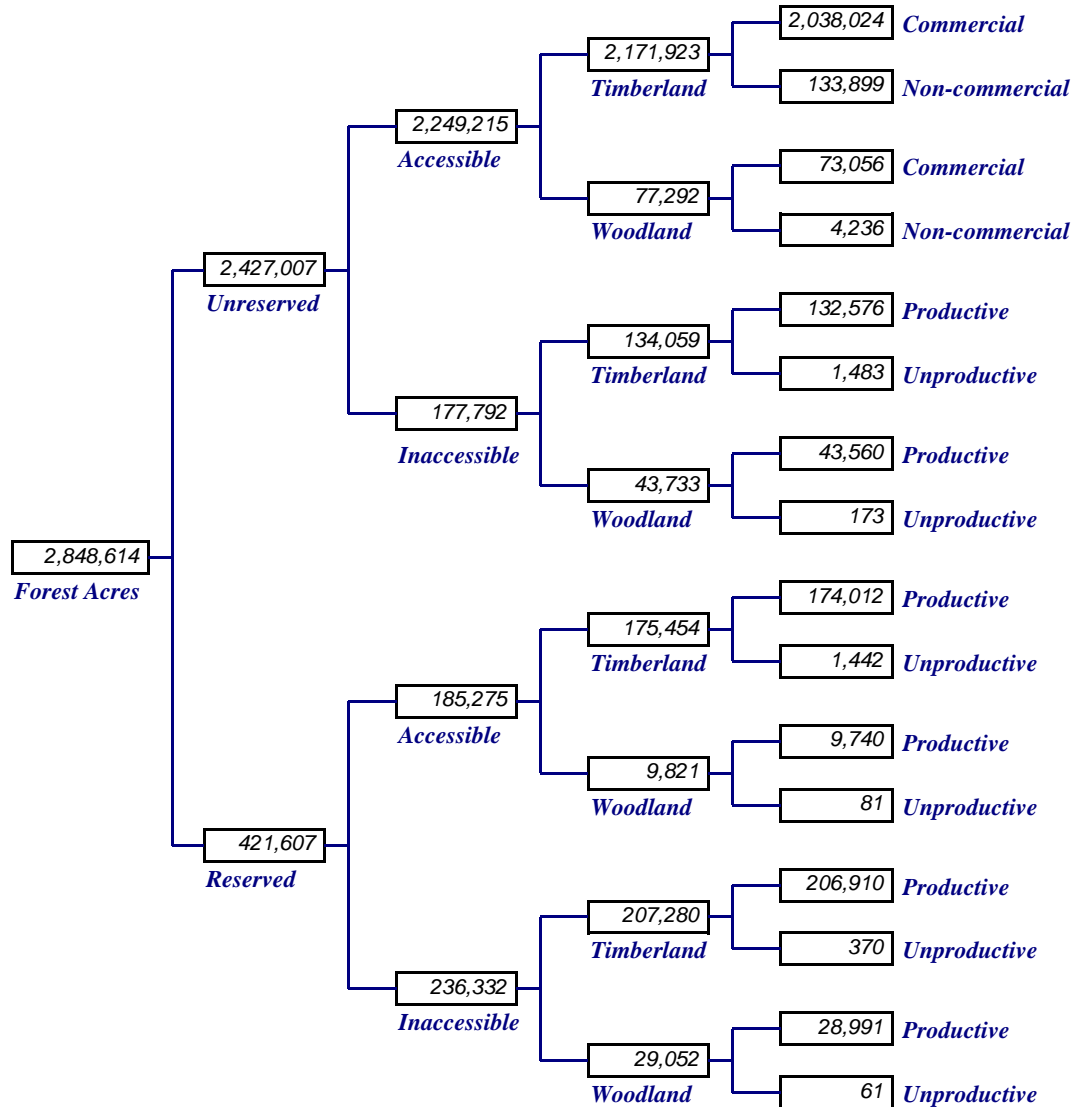 2,038,024 Commercial
2,171,923
Timberland
133,899 Non-commercial
2,249,215
Accessible
73,056 Commercial
77,292
Woodland
4,236 Non-commercial
2,427,007
Unreserved
132,576 Productive
134,059
Timberland
1,483 Unproductive
177,792
Inaccessible
43,560 Productive
43,733
Woodland
173 Unproductive
2,848,614
Forest Acres
174,012 Productive
175,454
Timberland
1,442 Unproductive
185,275
Accessible
9,740 Productive
9,821
Woodland
81 Unproductive
421,607
Reserved
206,910 Productive
207,280
Timberland
370 Unproductive
236,332
Inaccessible
28,991 Productive
29,052
Woodland
61 Unproductive